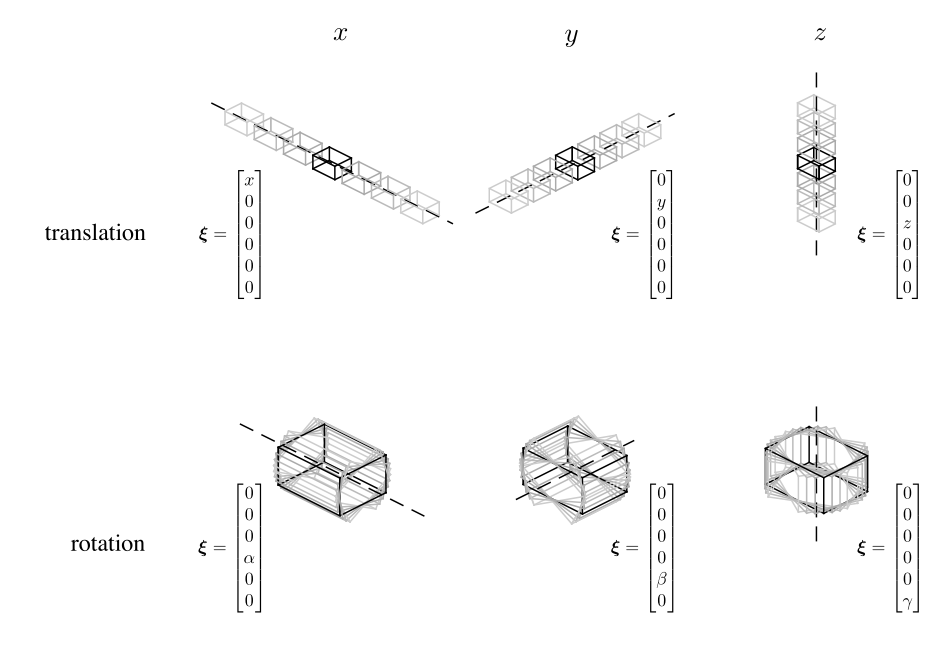 x y z
translation
ξ = [x 0 0 0 0 0]
ξ = [0 y 0 0 0 0]
ξ = [0 0 z 0 0 0]
rotation
ξ = [0 0 0 α 0 0]
ξ = [0 0 0 0 β 0]
ξ = [0 0 0 0 0 γ]